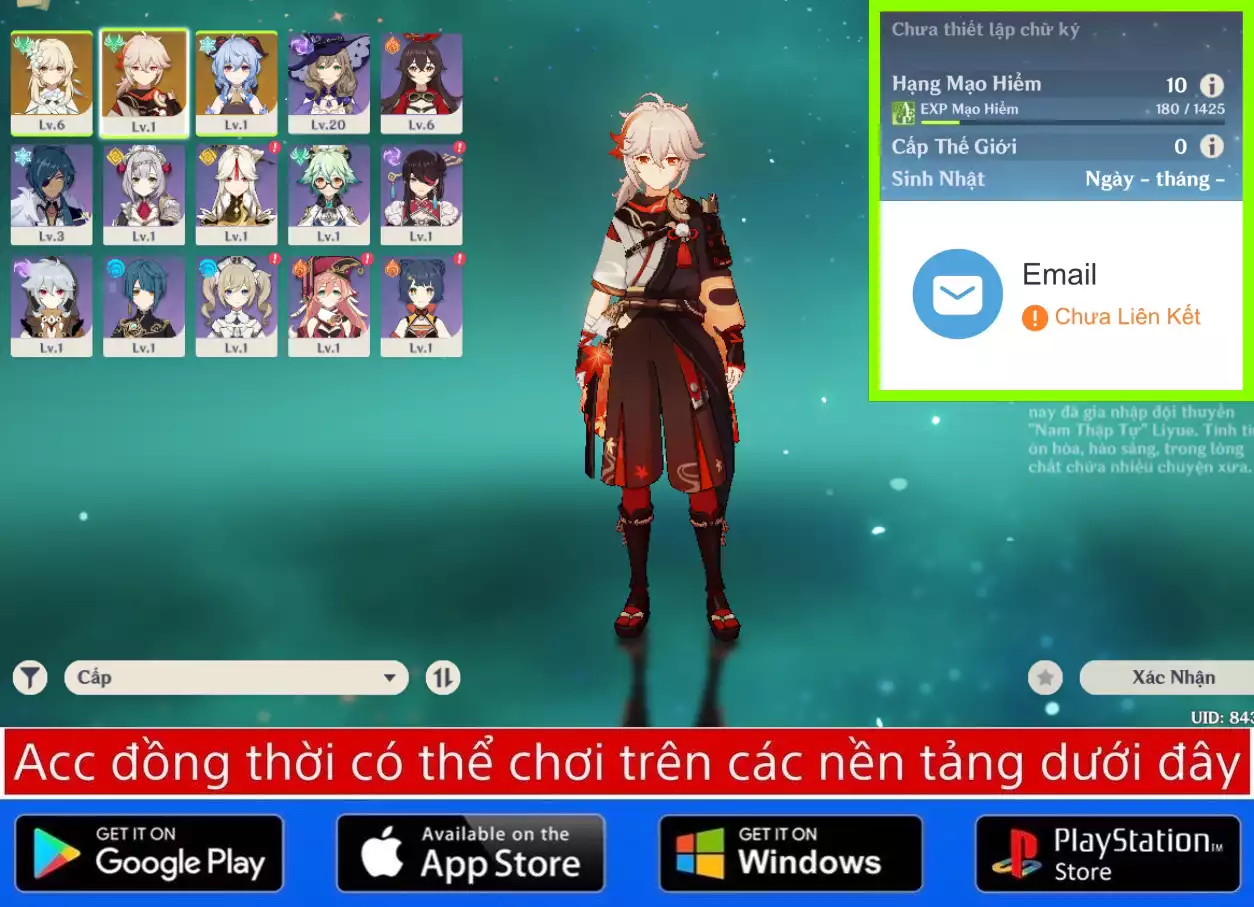 Chưa thiết lập chữ ký
Hạng Mạo Hiểm 10
EXP Mạo Hiểm 180 / 1425
Cấp Thế Giới 0
Sinh Nhật Ngày - tháng -
Email
Chưa Liên Kết
Lv.6 Lv.1 Lv.1 Lv.20 Lv.6
Lv.3 Lv.1 Lv.1 Lv.1 Lv.1
Lv.1 Lv.1 Lv.1 Lv.1 Lv.1
nay đã gia nhập đội thuyền
"Nam Thập Tự" Liyue. Tính tì
ôn hòa, hào sảng, trong lòng
chất chứa nhiều chuyện xưa.
Cấp
Xác Nhận
UID: 843
Acc đồng thời có thể chơi trên các nền tảng dưới đây
GET IT ON
Google Play
Available on the
App Store
GET IT ON
Windows
PlayStation TM
Store